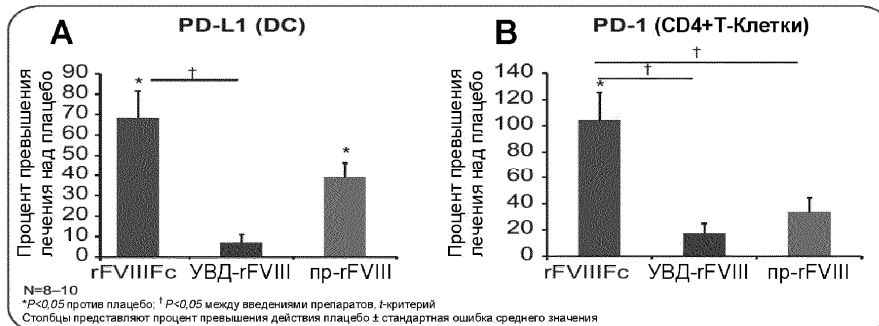 A
PD-L1 (DC)
Процент превышения
лечения над плацебо
90
80
70
60
50
40
30
20
10
0
*
†
*
rFVIIIFc
УВД-rFVIII
пр-rFVIII
B
PD-1 (CD4+Т-Клетки)
Процент превышения
лечения над плацебо
140
120
100
80
60
40
20
0
†
†
*
rFVIIIFc
УВД-rFVIII
пр-rFVIII
N=8–10
*P<0,05 против плацебо; † P<0,05 между введениями препаратов, t-критерий
Столбцы представляют процент превышения действия плацебо ± стандартная ошибка среднего значения